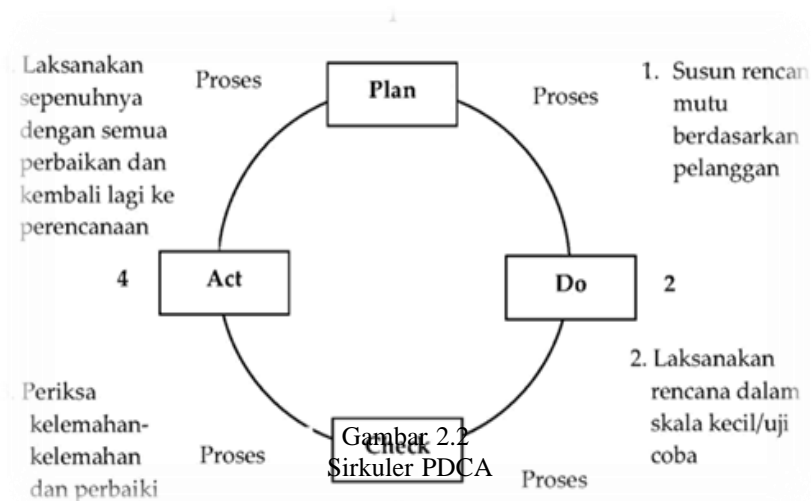 1
Laksanakan
sepenuhnya
dengan semua
perbaikan dan
kembali lagi ke
perencanaan
Proses
Plan
Proses
1. Susun rencan
mutu
berdasarkan
pelanggan
4
Act
Do
2
2. Laksanakan
rencana dalam
skala kecil/uji
coba
Periksa
kelemahan-
kelemahan
dan perbaiki
Proses
Check
Gambar 2.2
Sirkuler PDCA
Proses